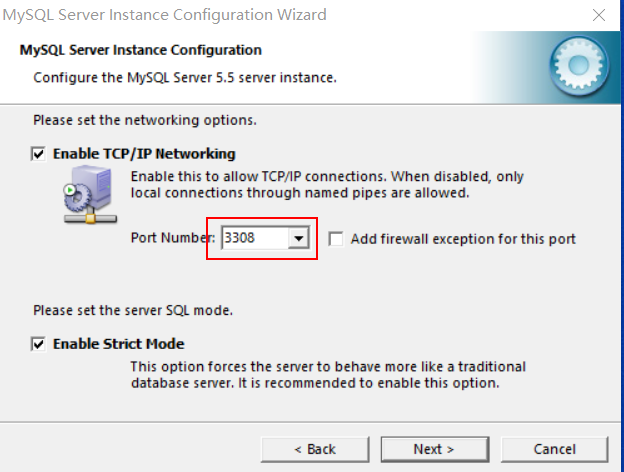 MySQL Server Instance Configuration Wizard
MySQL Server Instance Configuration
Configure the MySQL Server 5.5 server instance.
Please set the networking options.
Enable TCP/IP Networking
Enable this to allow TCP/IP connections. When disabled, only
local connections through named pipes are allowed.
Port Number: 3308 Add firewall exception for this port
Please set the server SQL mode.
Enable Strict Mode
This option forces the server to behave more like a traditional
database server. It is recommended to enable this option.
< Back Next > Cancel